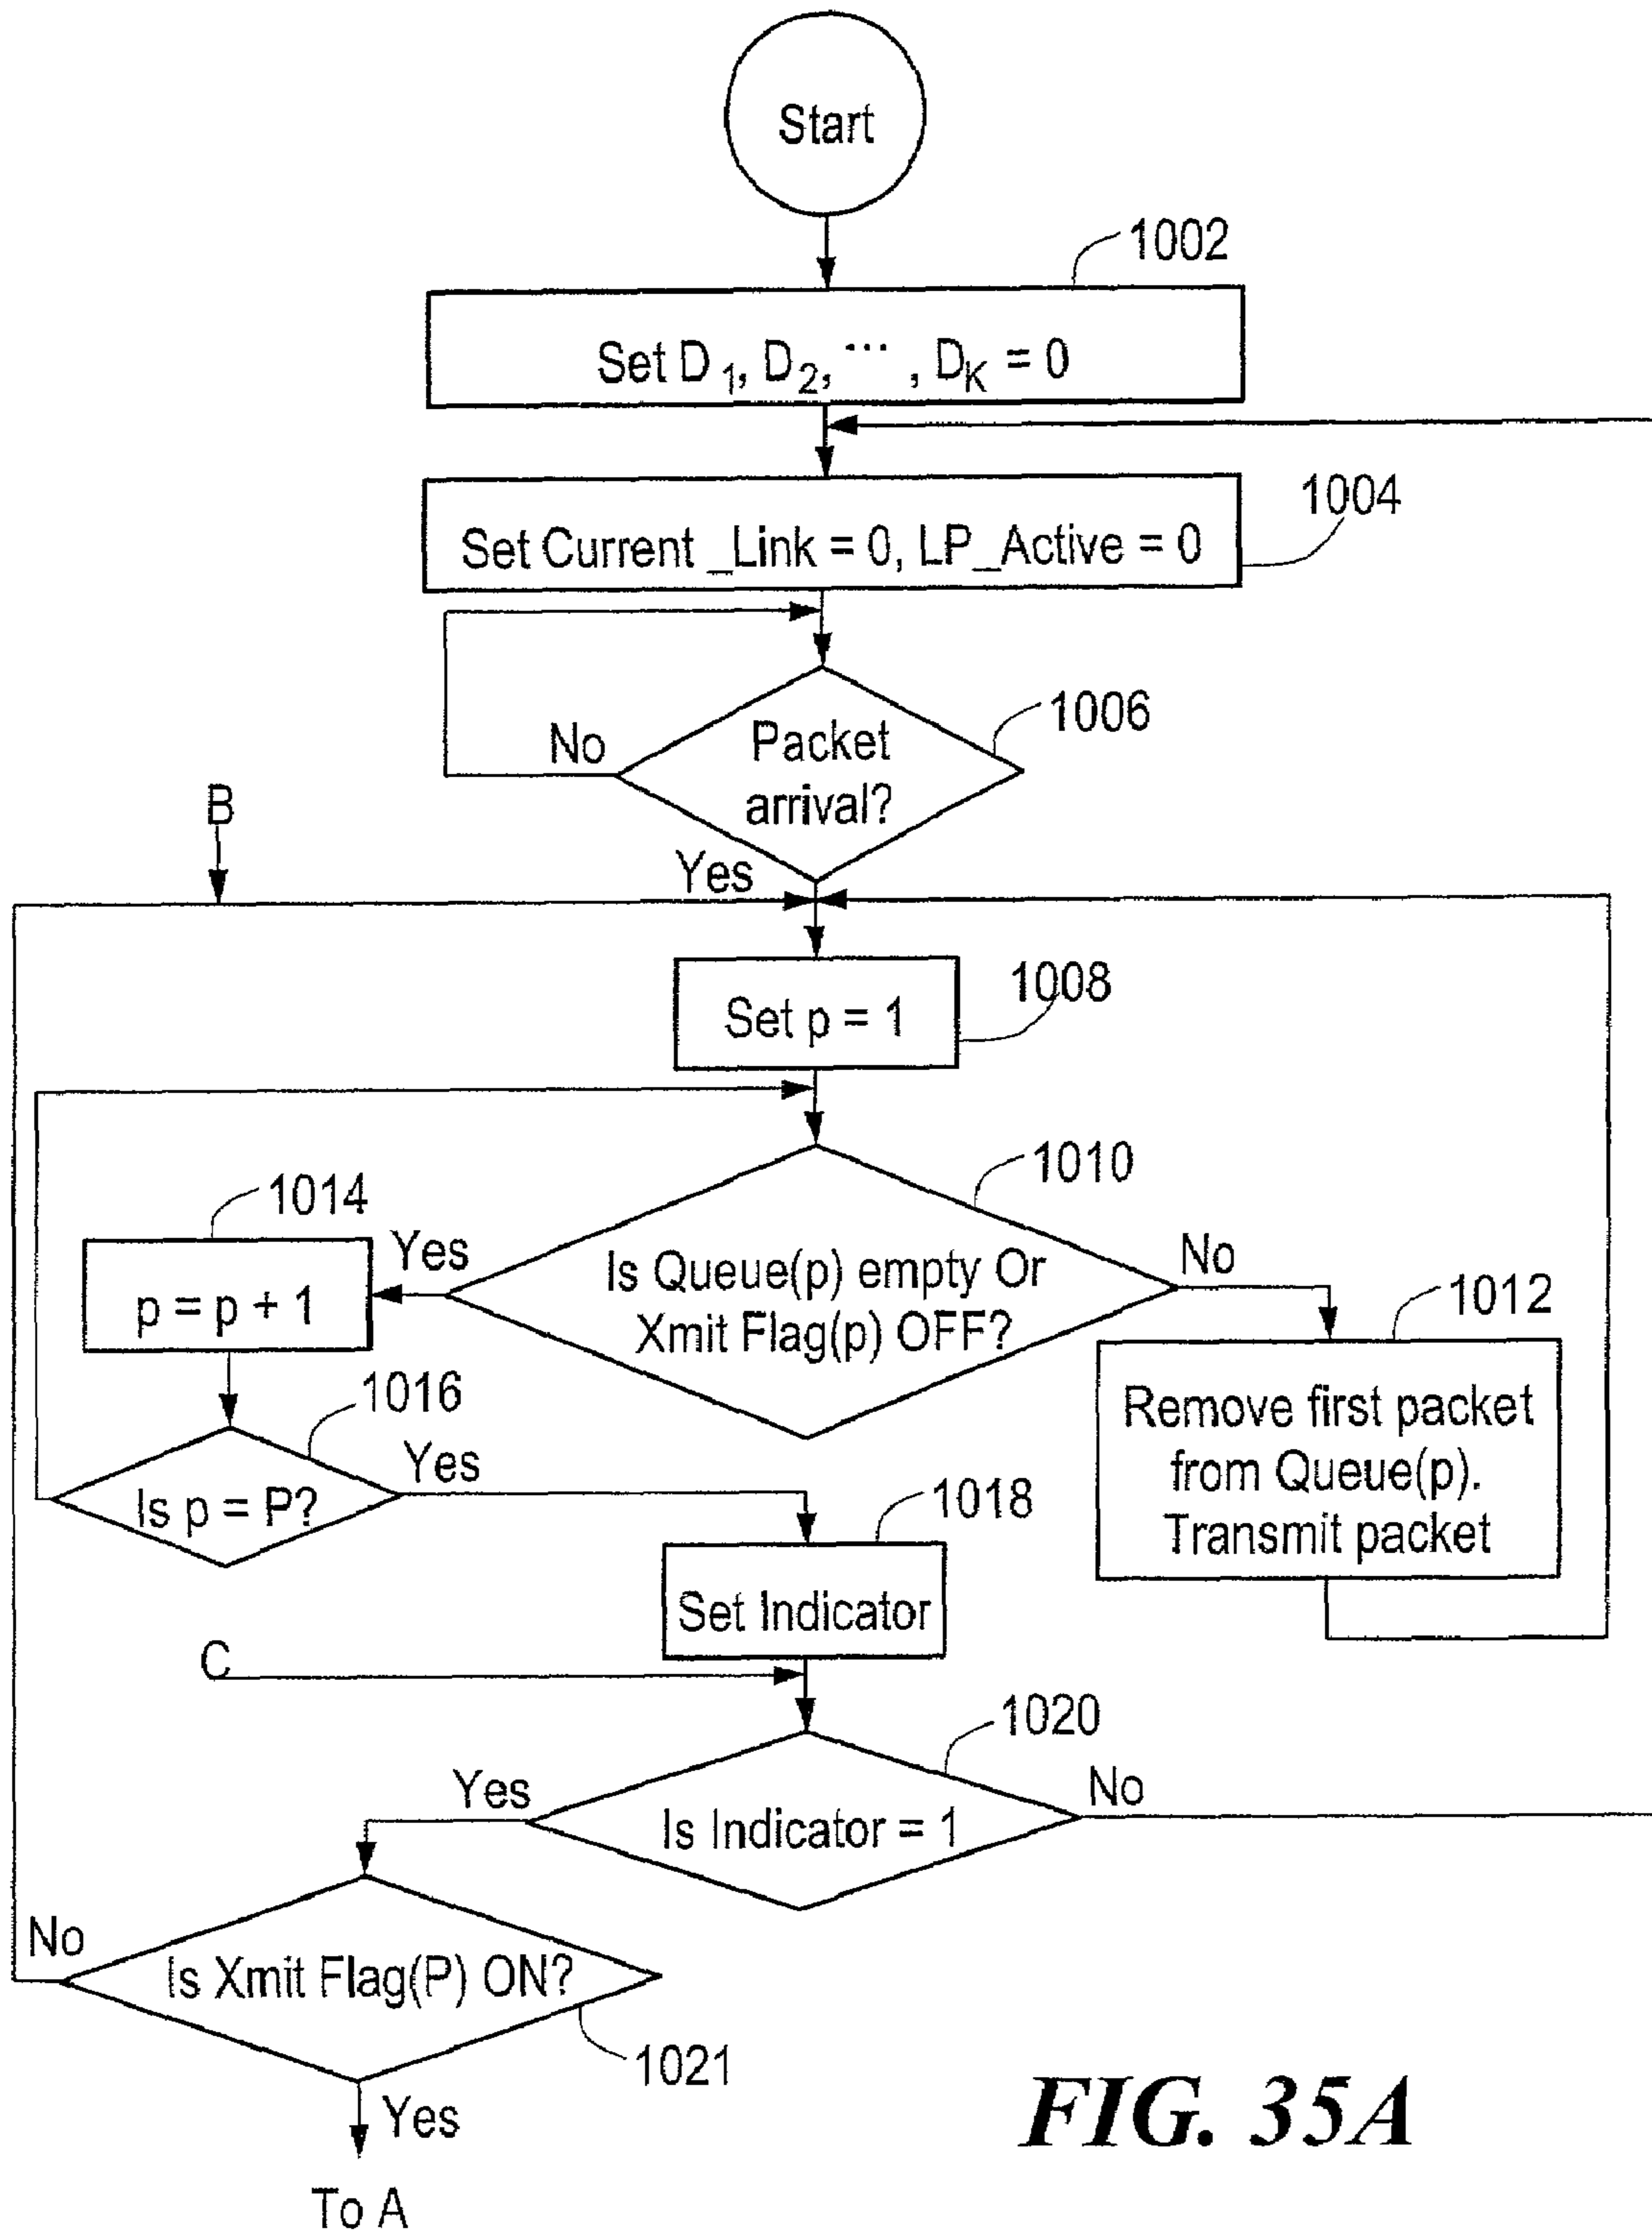 Start
1002
Set D1, D2, ... , DK = 0
1004
Set Current _Link = 0, LP_Active = 0
1006
Packet
arrival?
No
B
Yes
1008
Set p = 1
1010
1014
Yes
No
Is Queue(p) empty Or
Xmit Flag(p) OFF?
p = p + 1
1012
1016
Remove first packet
from Queue(p).
Transmit packet
Yes
Is p = P?
1018
Set Indicator
C
1020
Yes
No
Is Indicator = 1
No
Is Xmit Flag(P) ON?
1021
Yes
To A
FIG. 35A